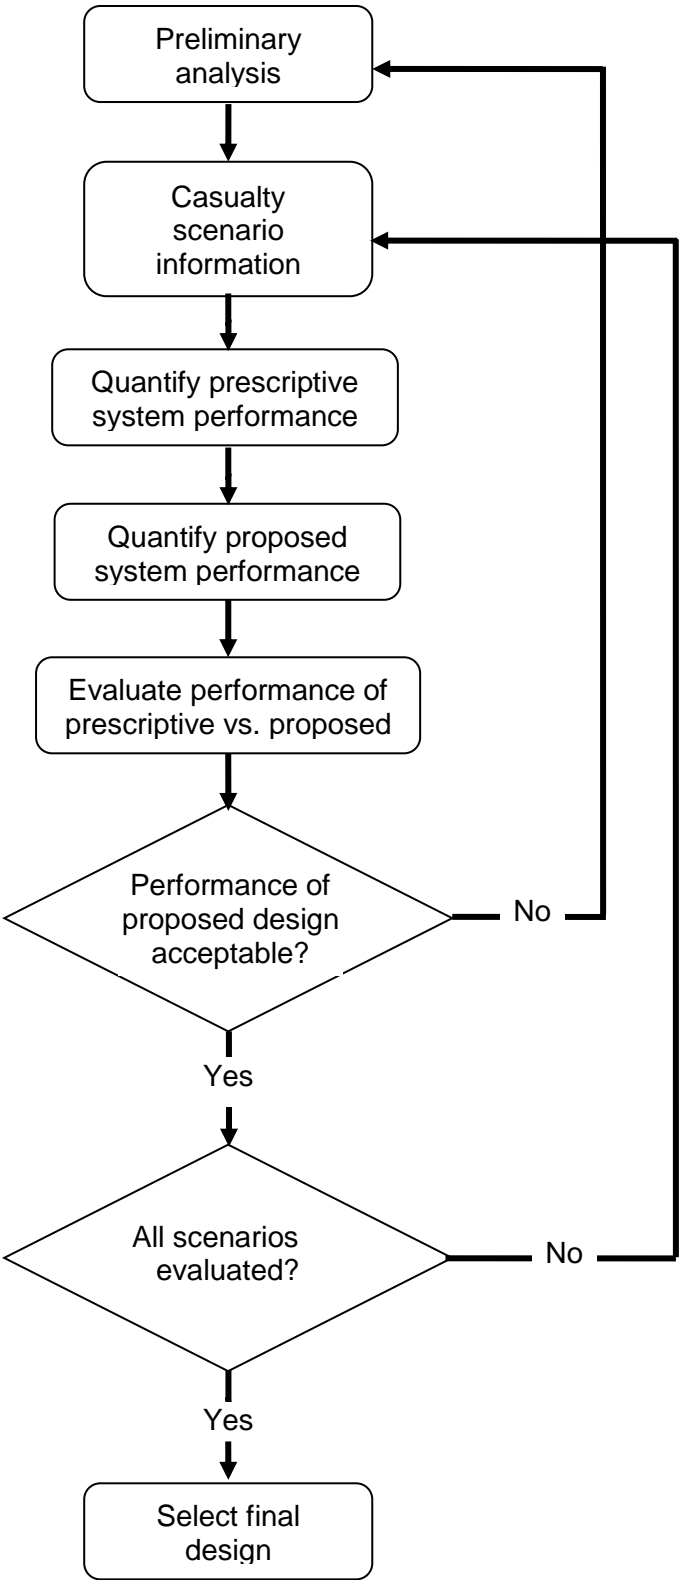 Preliminary
analysis
Casualty
scenario
information
Quantify prescriptive
system performance
Quantify proposed
system performance
Evaluate performance of
prescriptive vs. proposed
Performance of
proposed design
acceptable?
No
Yes
All scenarios
evaluated?
No
Yes
Select final
design